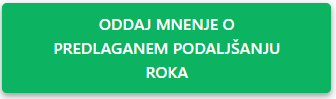 ODDAJ MNENJE O
PREDLAGANEM PODALJŠANJU
ROKA